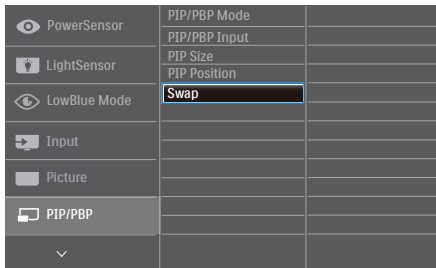 PowerSensor
LightSensor
LowBlue Mode
Input
Picture
PIP/PBP
PIP/PBP Mode
PIP/PBP Input
PIP Size
PIP Position
Swap